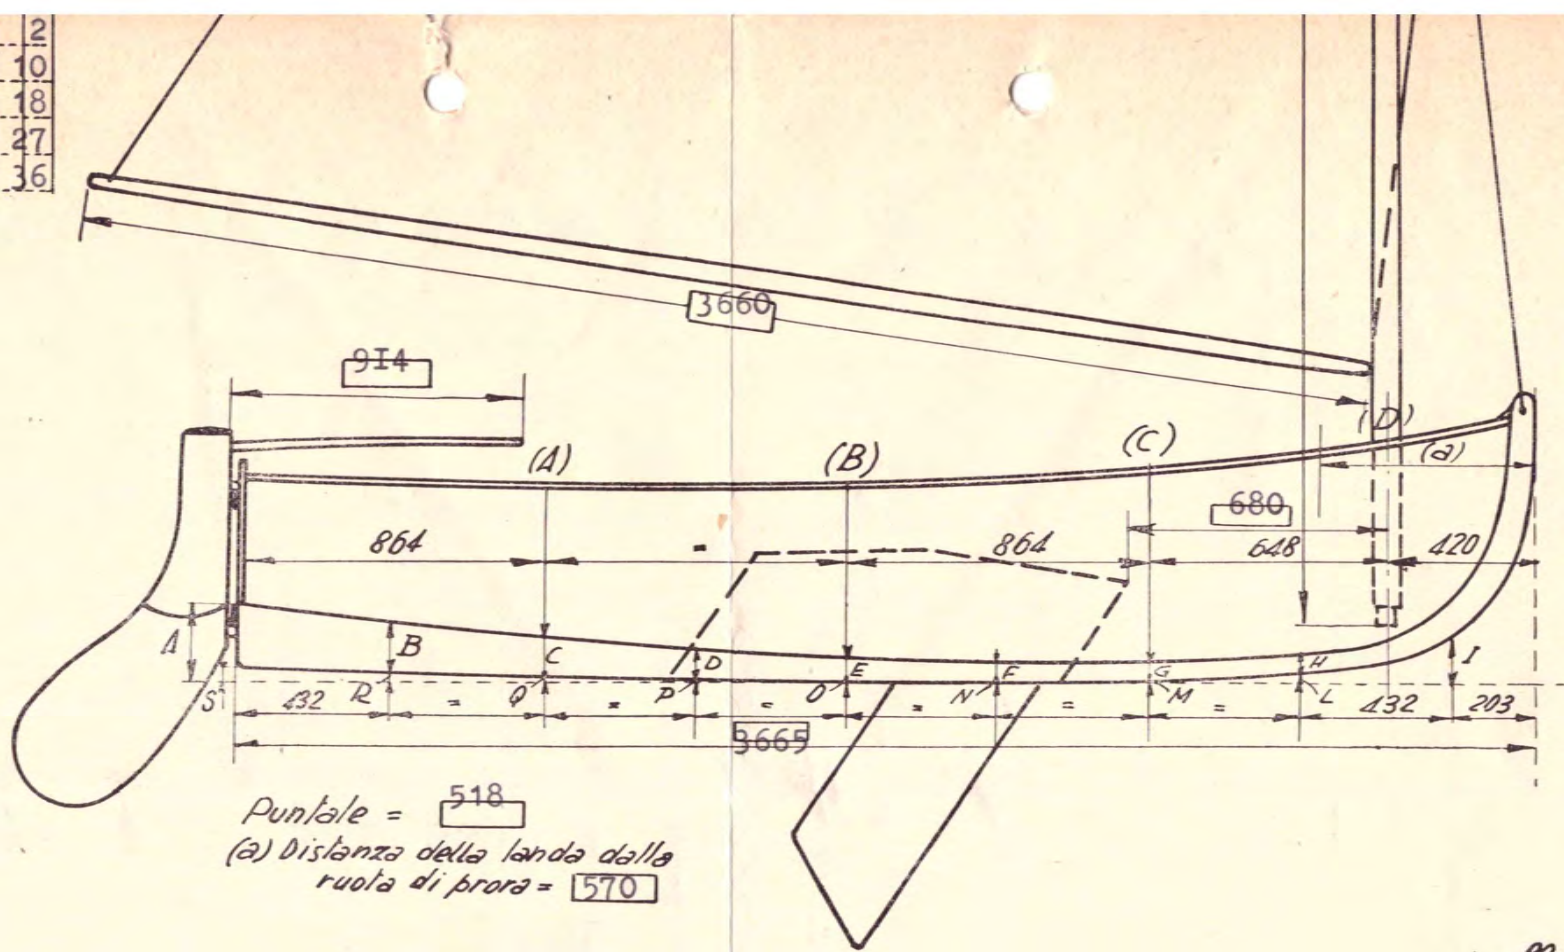 2
10
18
27
36
3660
9I4
(A)
(B)
(C)
(D)
(a)
680
864 = 864 648 420
A B C D E F G H I
S R Q P O N M L
432 = = = = = = = 432 203
3665
Puntale = 518
(a) Distanza della landa dalla
ruota di prora = 570